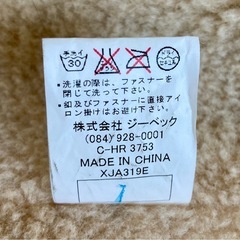 手洗イ
30
・洗濯の際は、ファスナーを
閉じて洗って下さい。
・釦及びファスナーに直接アイ
ロン掛はお避け下さい。
株式会社 ジーベック
(084)928-0001
C-HR 3753
MADE IN CHINA
XJA319E